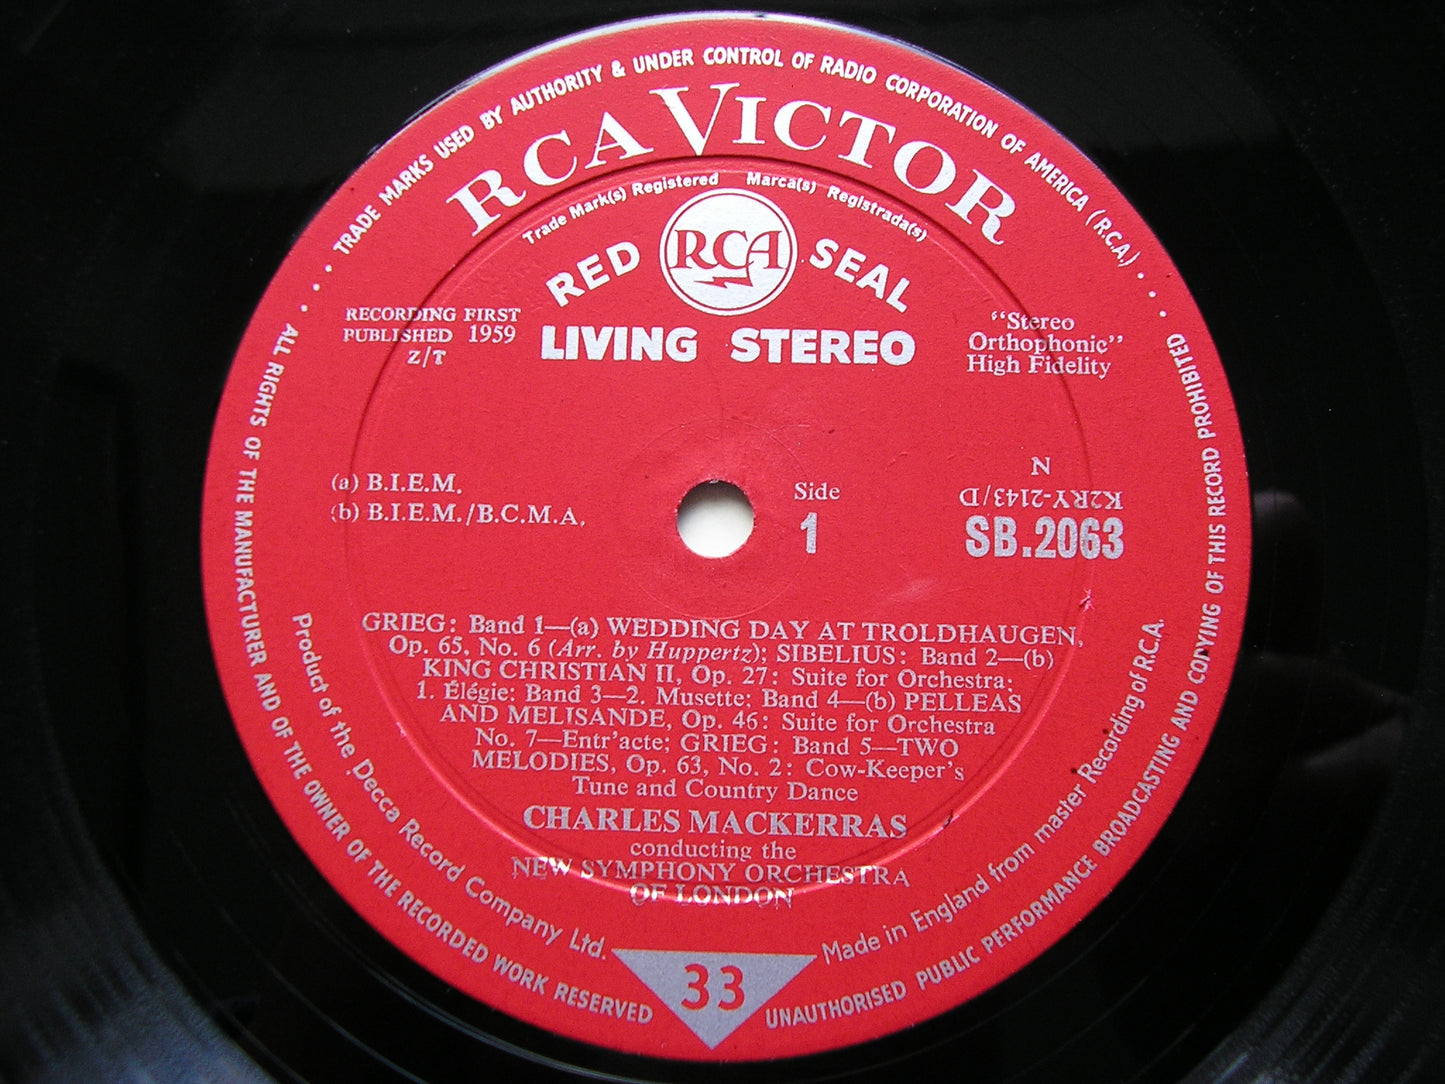 TRADE MARKS USED BY AUTHORITY & UNDER CONTROL OF RADIO CORPORATION OF AMERICA (R.C.A.)
RCA VICTOR
Trade Mark(s) Registered Marca(s) Registrada(s)
RED RCA SEAL
LIVING STEREO
RECORDING FIRST
PUBLISHED 1959
Z/T
"Stereo
Orthophonic"
High Fidelity
(a) B.I.E.M.
(b) B.I.E.M./B.C.M.A.
Side
1
N
K2RY-2143/D
SB.2063
GRIEG: Band 1—(a) WEDDING DAY AT TROLDHAUGEN,
Op. 65, No. 6 (Arr. by Huppertz); SIBELIUS: Band 2—(b)
KING CHRISTIAN II, Op. 27: Suite for Orchestra:
1. Élégie; Band 3—2. Musette; Band 4—(b) PELLEAS
AND MELISANDE, Op. 46: Suite for Orchestra
No. 7—Entr'acte; GRIEG: Band 5—TWO
MELODIES, Op. 63, No. 2: Cow-Keeper's
Tune and Country Dance
CHARLES MACKERRAS
conducting the
NEW SYMPHONY ORCHESTRA
OF LONDON
Product of the Decca Record Company Ltd.
33
Made in England from master Recording of R.C.A.
ALL RIGHTS OF THE MANUFACTURER AND OF THE OWNER OF THE RECORDED WORK RESERVED
UNAUTHORISED PUBLIC PERFORMANCE BROADCASTING AND COPYING OF THIS RECORD PROHIBITED